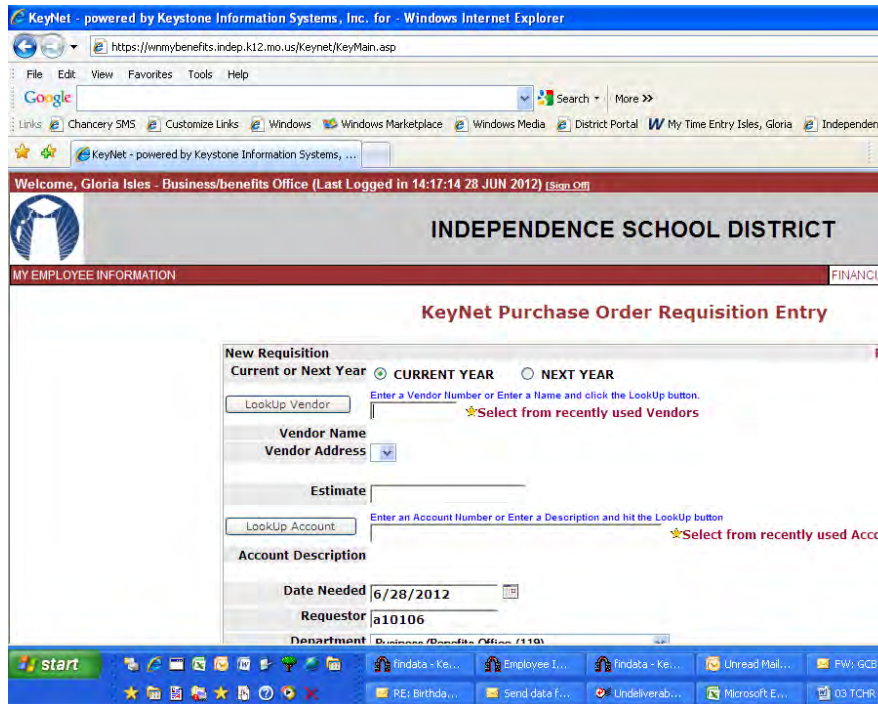 KeyNet - powered by Keystone Information Systems, Inc. for - Windows Internet Explorer
https://wnmybenefits.indep.k12.mo.us/Keynet/KeyMain.asp
File Edit View Favorites Tools Help
Google Search More >>
Links Chancery SMS Customize Links Windows Windows Marketplace Windows Media District Portal My Time Entry Isles, Gloria Independen
KeyNet - powered by Keystone Information Systems, ...
Welcome, Gloria Isles - Business/benefits Office (Last Logged in 14:17:14 28 JUN 2012) [Sign Off]
INDEPENDENCE SCHOOL DISTRICT
MY EMPLOYEE INFORMATION FINANCI
KeyNet Purchase Order Requisition Entry
New Requisition
Current or Next Year CURRENT YEAR NEXT YEAR
Enter a Vendor Number or Enter a Name and click the LookUp button.
LookUp Vendor Select from recently used Vendors
Vendor Name
Vendor Address
Estimate
Enter an Account Number or Enter a Description and hit the LookUp button
LookUp Account Select from recently used Acco
Account Description
Date Needed 6/28/2012
Requestor a10106
Department Business/Benefits Office (119)
start findata - Ke... Employee I... findata - Ke... Unread Mail... FW: GCB
RE: Birthda... Send data f... Undeliverab... Microsoft E... 03 TCHR